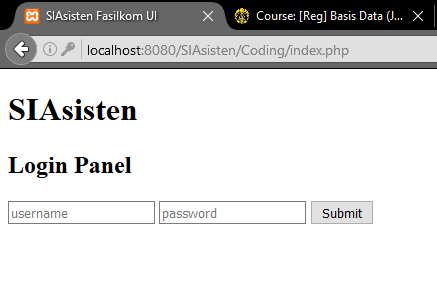 SIAsisten Fasilkom UI
Course: [Reg] Basis Data (J...
localhost:8080/SIAsisten/Coding/index.php
SIAsisten
Login Panel
username password Submit